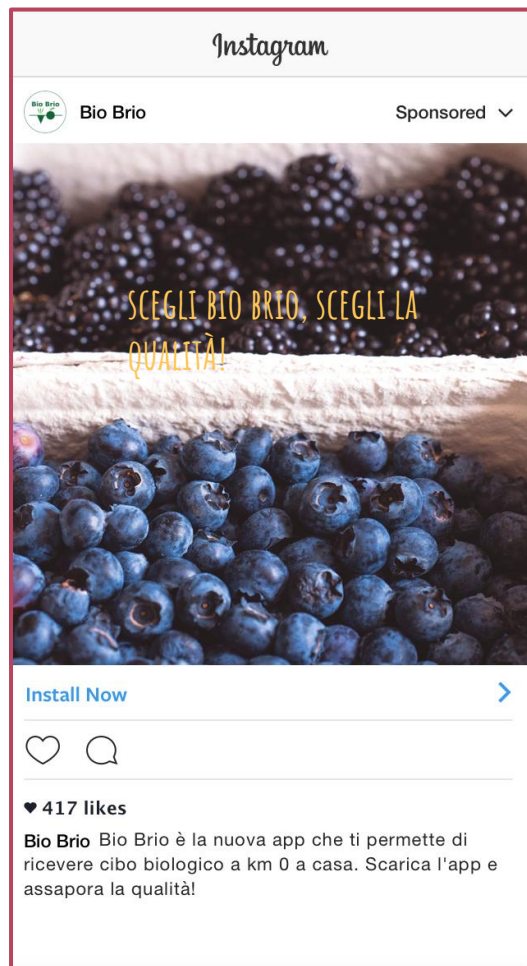 Instagram
Bio Brio
Bio Brio
Sponsored
SCEGLI BIO BRIO, SCEGLI LA
QUALITÀ!
Install Now
417 likes
Bio Brio Bio Brio è la nuova app che ti permette di
ricevere cibo biologico a km 0 a casa. Scarica l'app e
assapora la qualità!